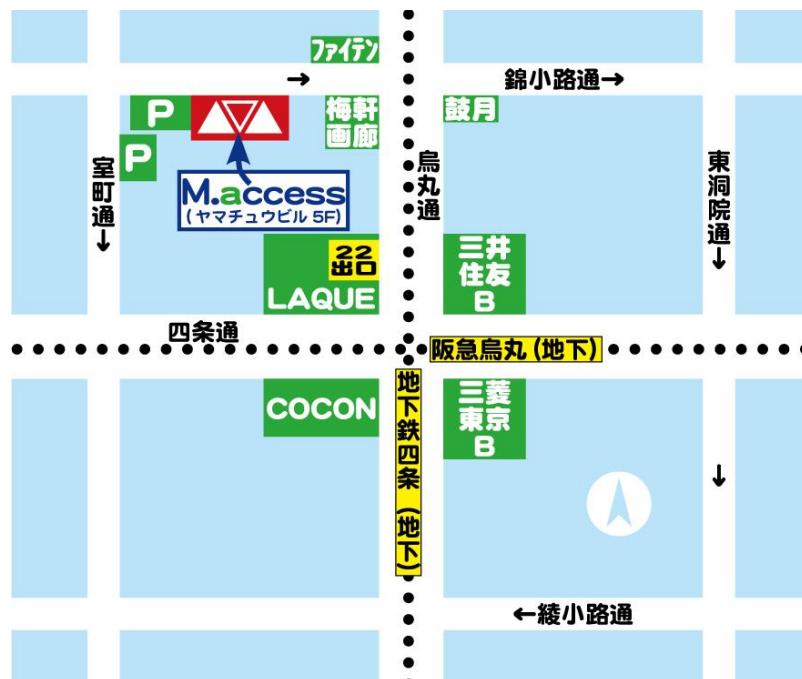 ファイテン
→
錦小路通→
P
梅軒
画廊
鼓月
P
室町通↓
M.access
(ヤマチュウビル 5F)
烏丸通
東洞院通
↓
22
出口
LAQUE
三井
住友
B
四条通
阪急烏丸(地下)
COCON
地下鉄四条(地下)
三菱
東京
B
↓
←綾小路通